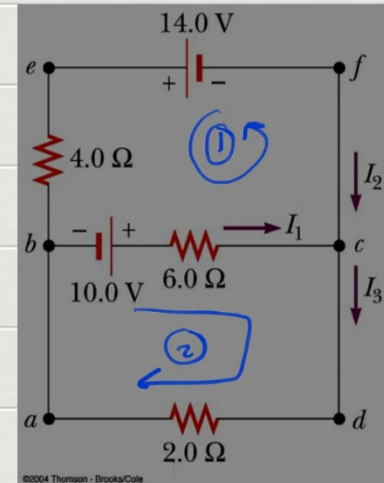 14.0 V
e
f
+ −
①
4.0 Ω
I₂
− +
I₁
b
c
10.0 V
6.0 Ω
I₃
②
a
d
2.0 Ω
©2004 Thomson - Brooks/Cole